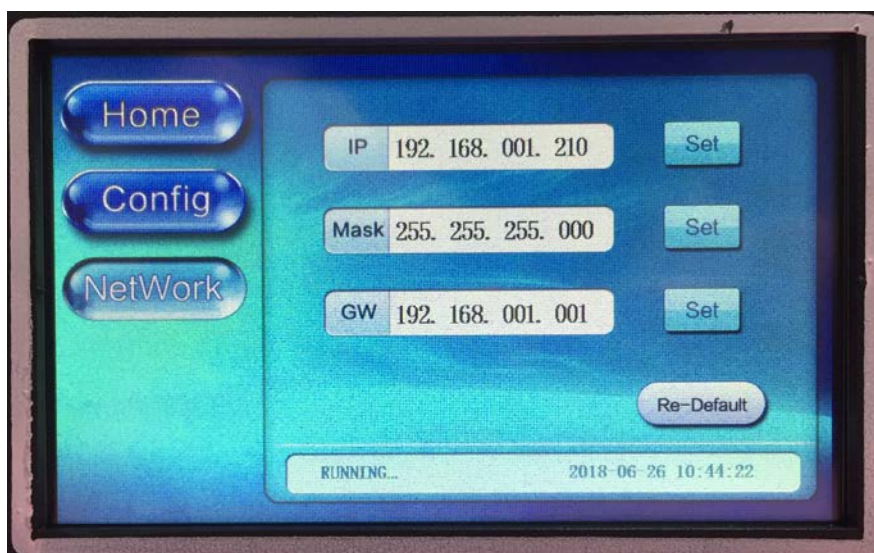 Home
Config
NetWork
IP 192. 168. 001. 210 Set
Mask 255. 255. 255. 000 Set
GW 192. 168. 001. 001 Set
Re-Default
RUNNING... 2018-06-26 10:44:22